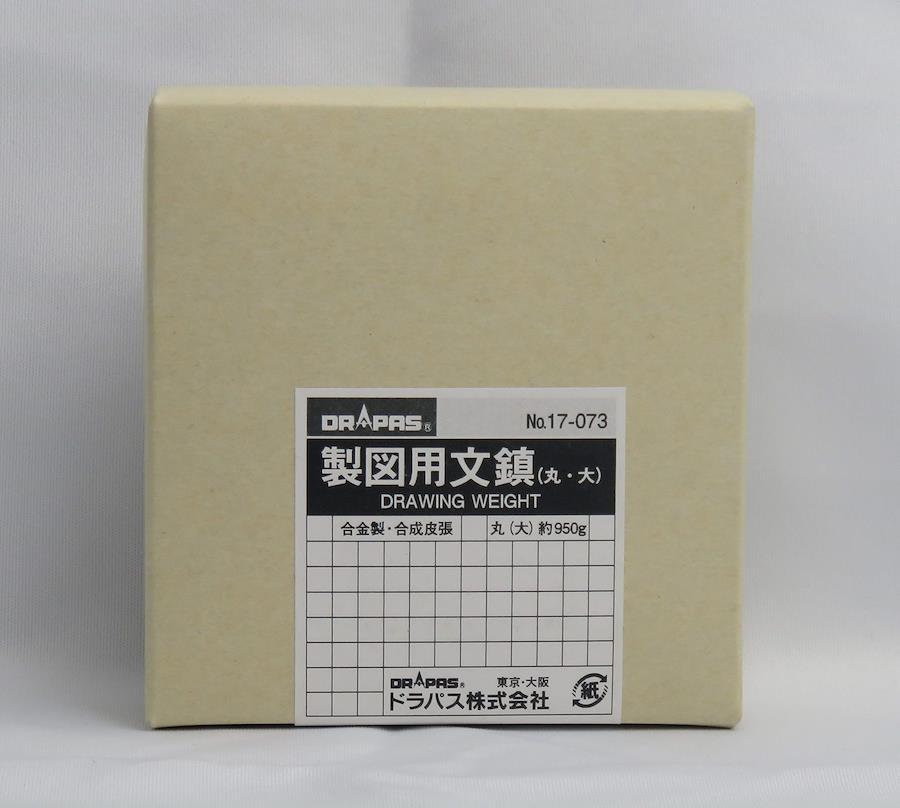 DRAPAS® No.17-073
製図用文鎮(丸・大)
DRAWING WEIGHT
合金製・合成皮張 丸(大)約950g
DRAPAS® 東京・大阪
ドラパス株式会社
紙